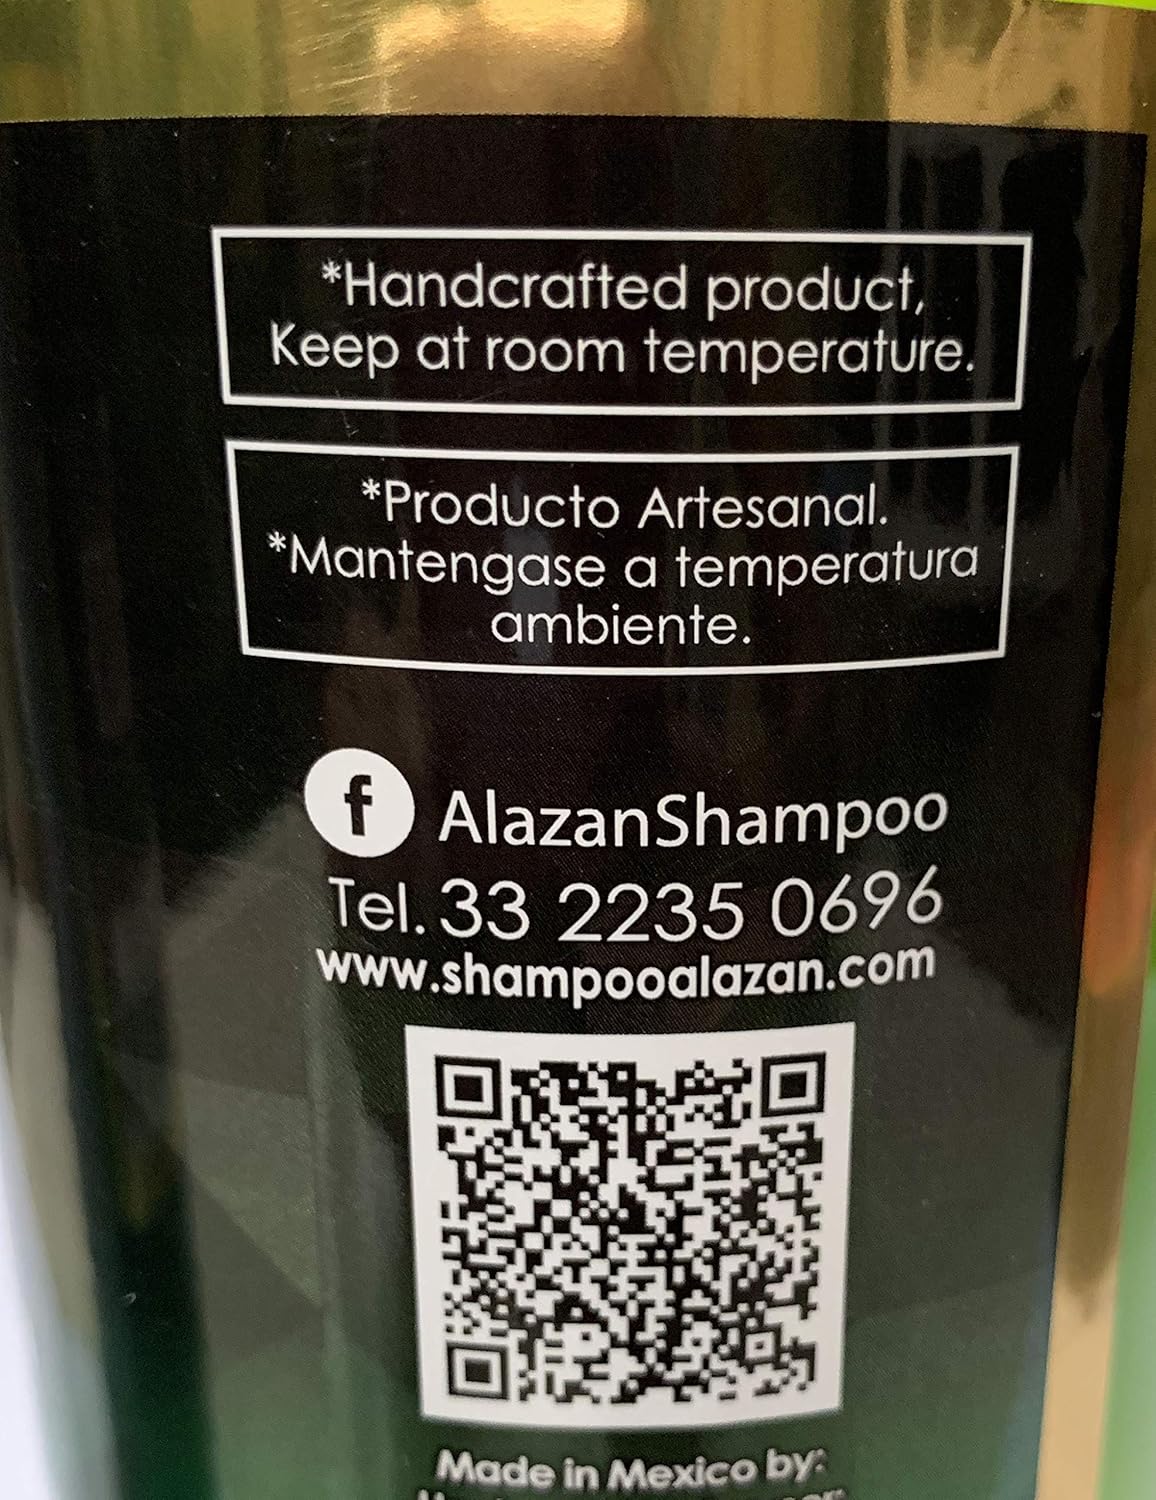 *Handcrafted product,
Keep at room temperature.
*Producto Artesanal.
*Mantengase a temperatura
ambiente.
f AlazanShampoo
Tel. 33 2235 0696
www.shampooalazan.com
Made in Mexico by: